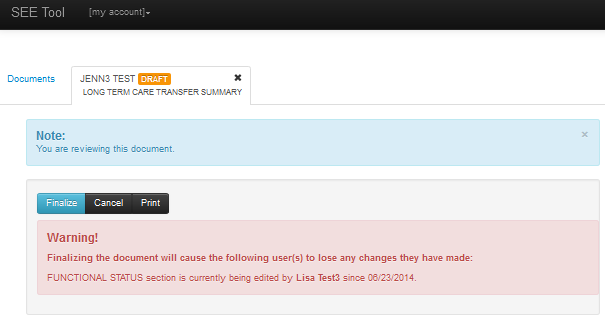 SEE Tool [my account]
Documents JENN3 TEST DRAFT ✖
LONG TERM CARE TRANSFER SUMMARY
Note: ×
You are reviewing this document.
Finalize Cancel Print
Warning!
Finalizing the document will cause the following user(s) to lose any changes they have made:
FUNCTIONAL STATUS section is currently being edited by Lisa Test3 since 06/23/2014.